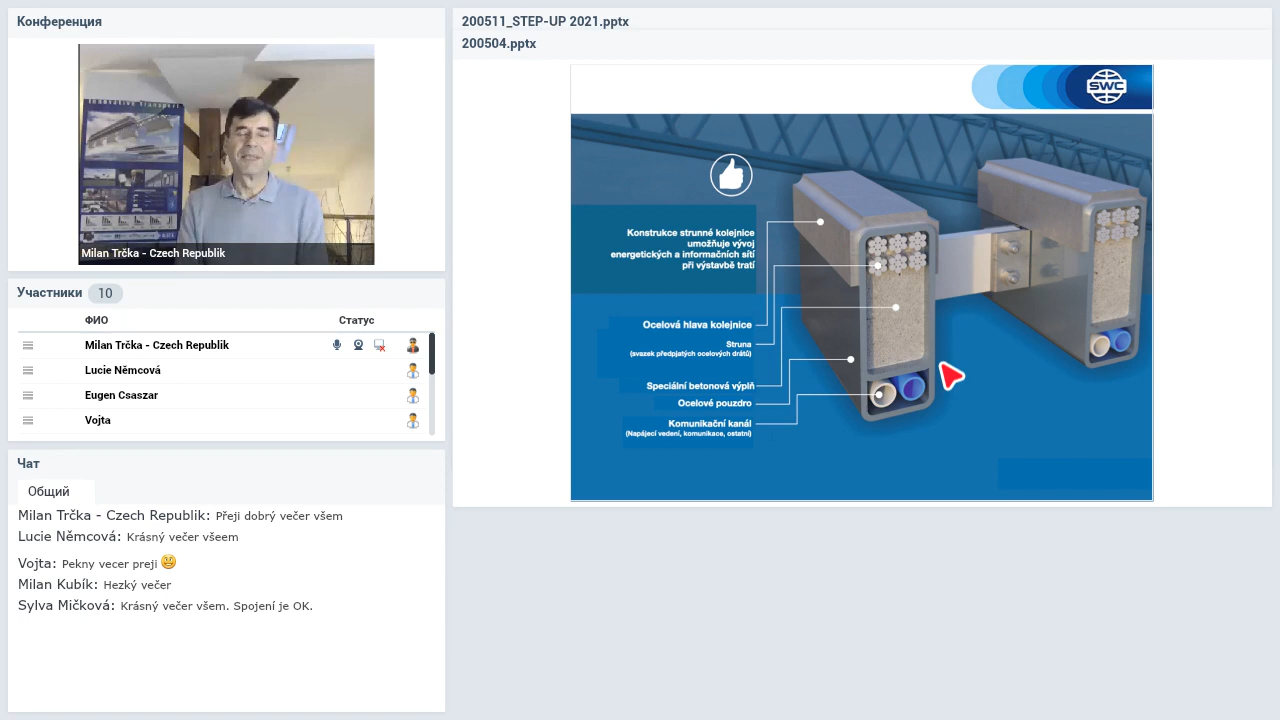 Конференция
Innovative Transport
Milan Trčka - Czech Republik
Участники 10
ФИО Статус
Milan Trčka - Czech Republik
Lucie Němcová
Eugen Csaszar
Vojta
Чат
Общий
Milan Trčka - Czech Republik: Přeji dobrý večer všem
Lucie Němcová: Krásný večer všeem
Vojta: Pekny vecer preji
Milan Kubík: Hezký večer
Sylva Mičková: Krásný večer všem. Spojení je OK.
200511_STEP-UP 2021.pptx
200504.pptx
SWC
Konstrukce strunné kolejnice
umožňuje vývoj
energetických a informačních sítí
při výstavbě tratí
Ocelová hlava kolejnice
Struna
(svazek předpjatých ocelových drátů)
Speciální betonová výplň
Ocelové pouzdro
Komunikační kanál
(Napájecí vedení, komunikace, ostatní)